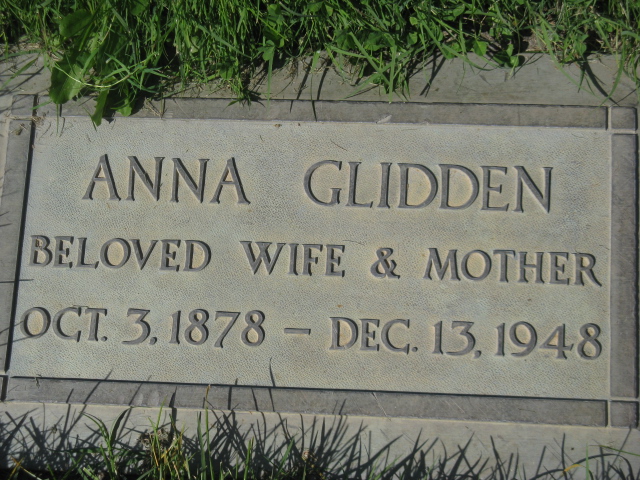 ANNA GLIDDEN
BELOVED WIFE & MOTHER
OCT. 3, 1878 – DEC. 13, 1948